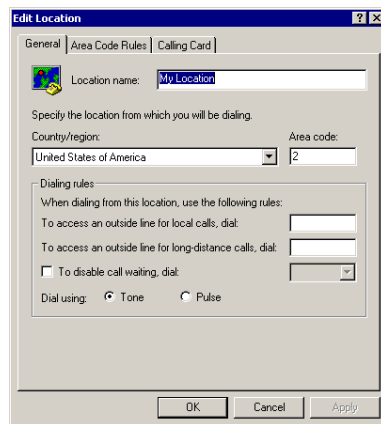 Edit Location
General Area Code Rules Calling Card
Location name: My Location
Specify the location from which you will be dialing.
Country/region: Area code:
United States of America 2
Dialing rules
When dialing from this location, use the following rules:
To access an outside line for local calls, dial:
To access an outside line for long-distance calls, dial:
To disable call waiting, dial:
Dial using: Tone Pulse
OK Cancel Apply